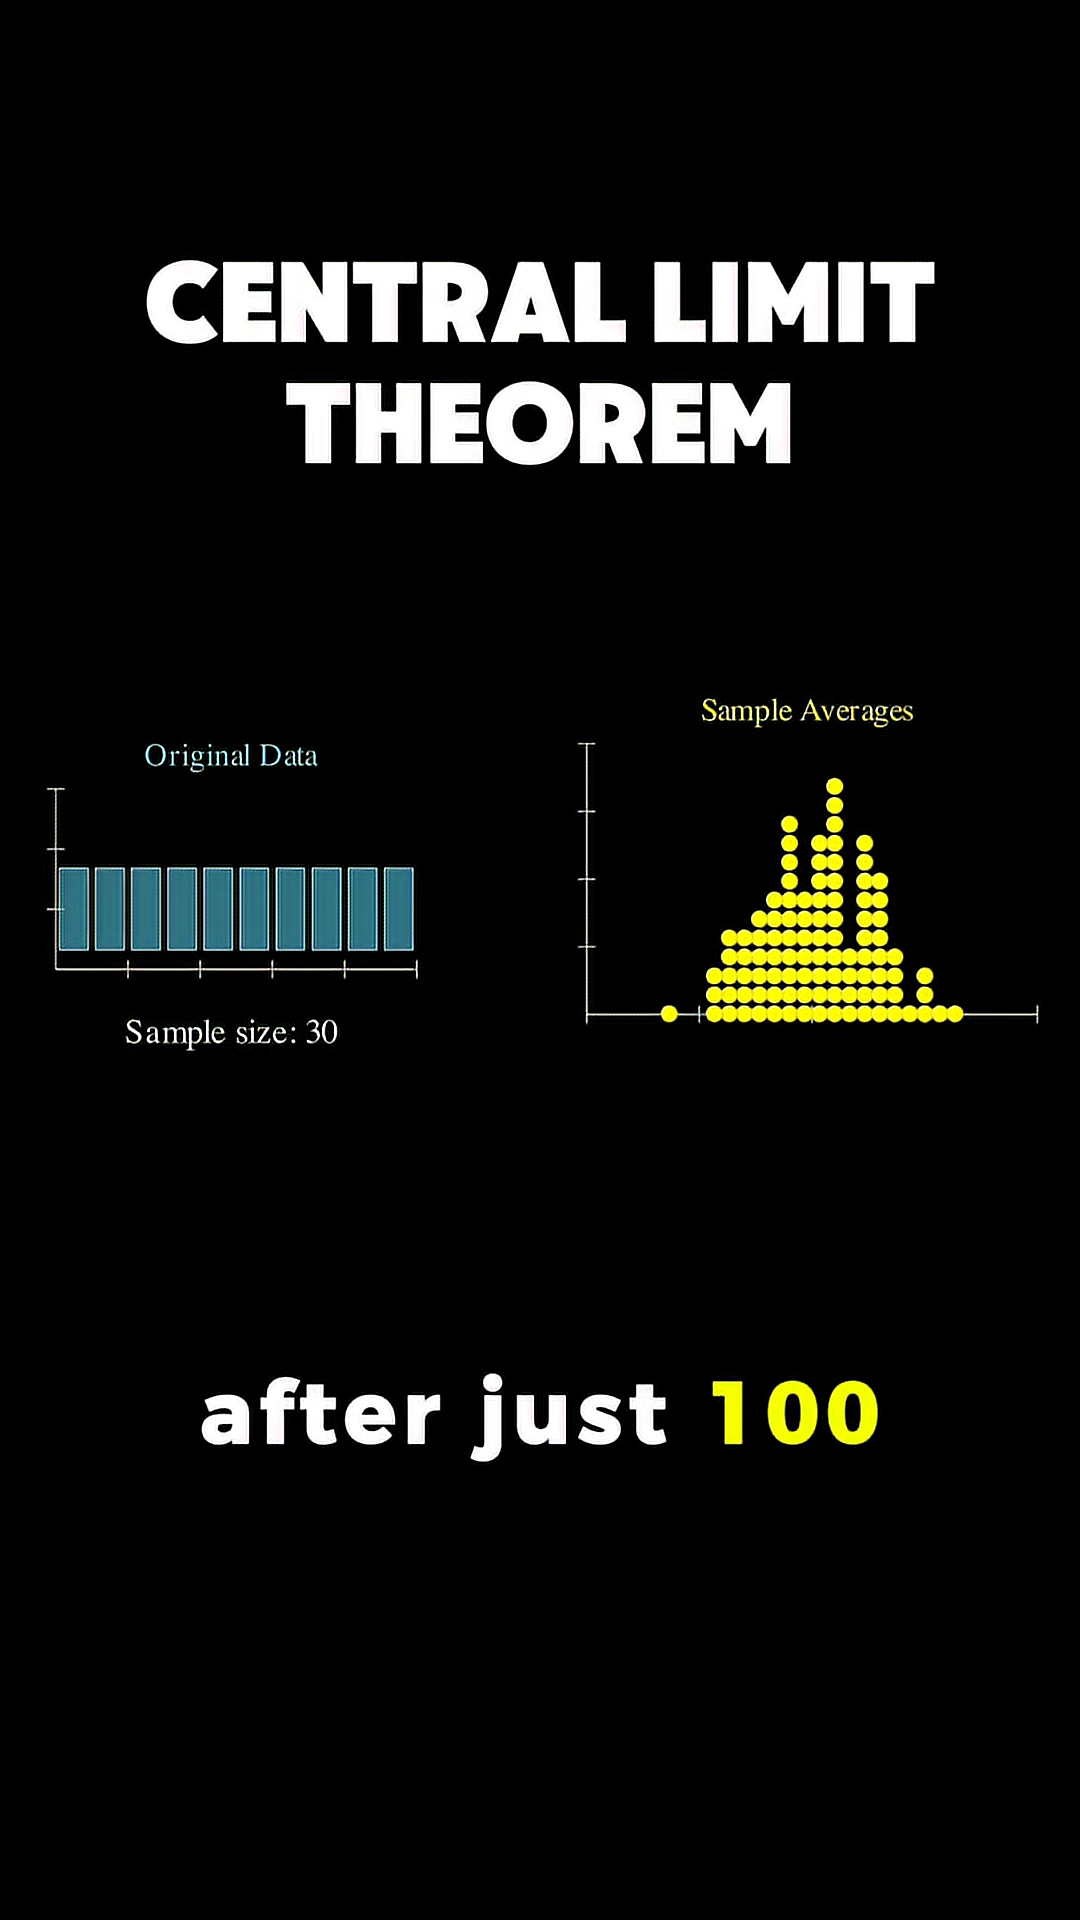 CENTRAL LIMIT
THEOREM
Sample Averages
Original Data
Sample size: 30
after just 100